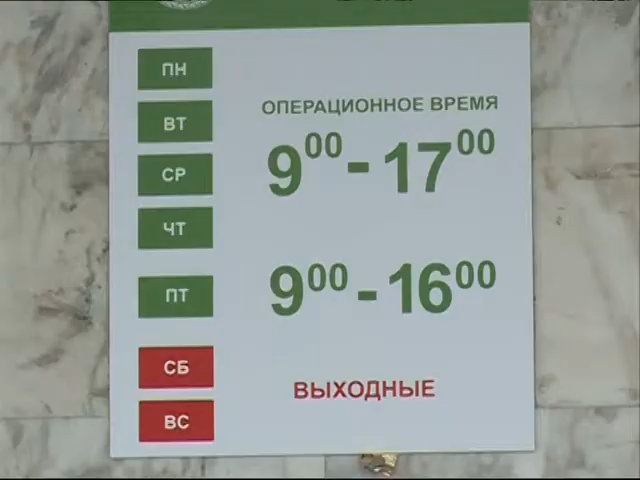 ПН
ВТ
СР
ЧТ
ОПЕРАЦИОННОЕ ВРЕМЯ
9⁰⁰ - 17⁰⁰
ПТ
9⁰⁰ - 16⁰⁰
СБ
ВС
ВЫХОДНЫЕ